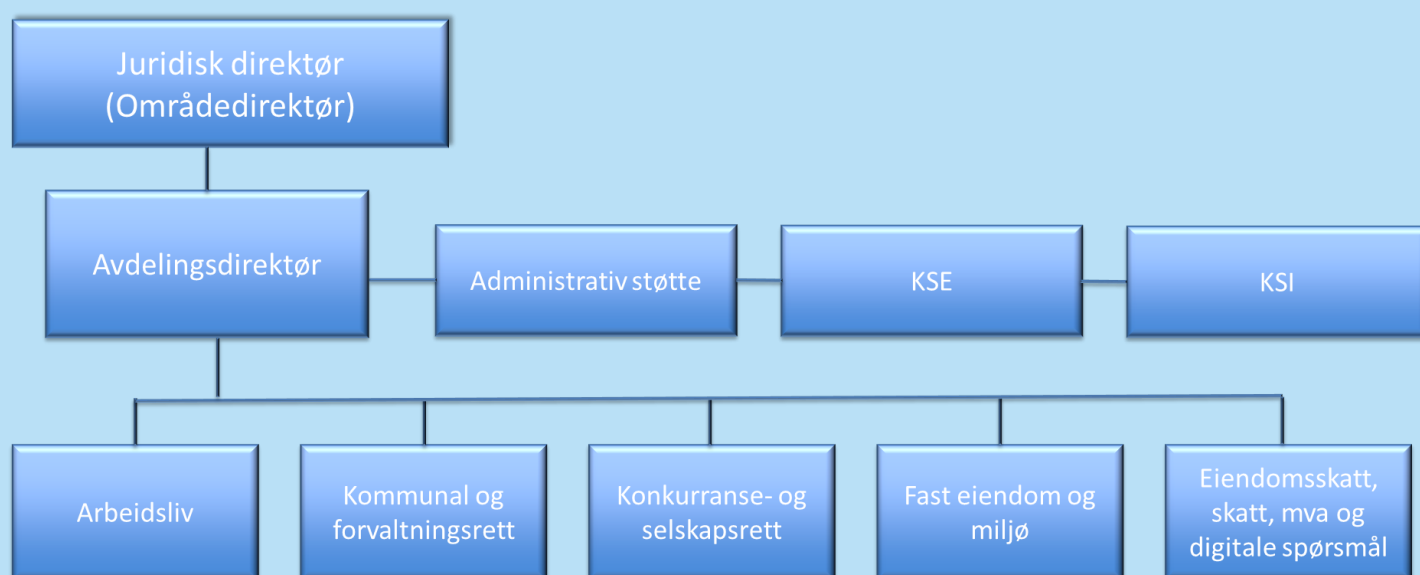 Juridisk direktør
(Områdedirektør)
Avdelingsdirektør
Administrativ støtte
KSE
KSI
Arbeidsliv
Kommunal og
forvaltningsrett
Konkurranse- og
selskapsrett
Fast eiendom og
miljø
Eiendomsskatt,
skatt, mva og
digitale spørsmål